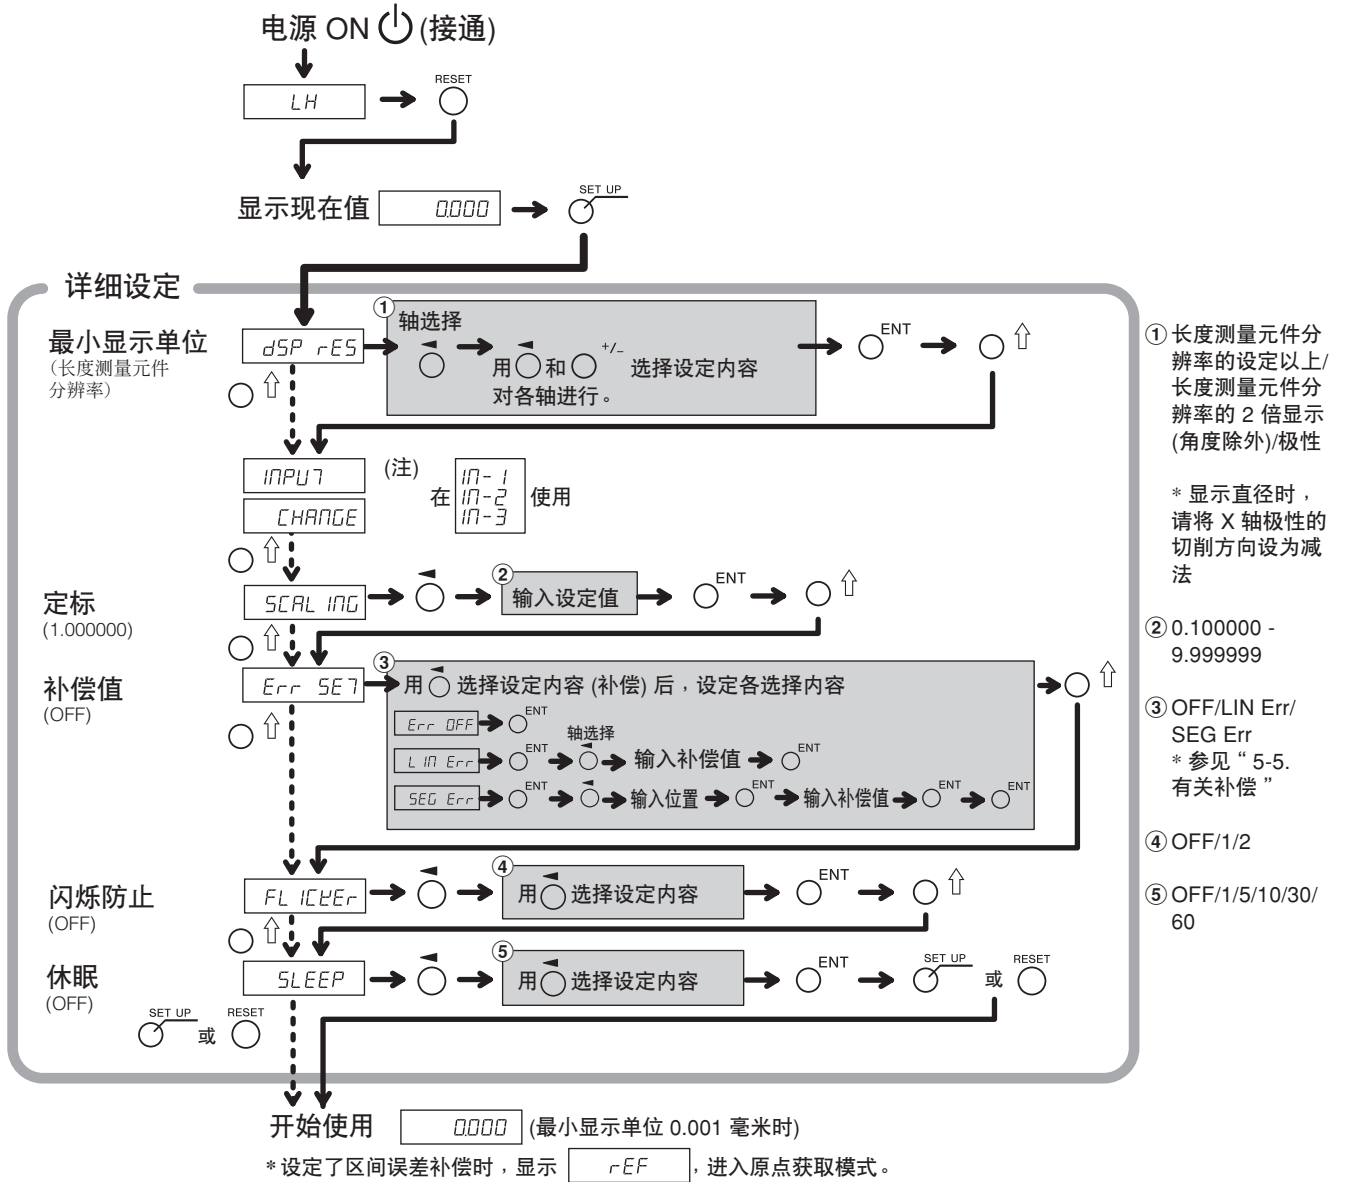 电源 ON (接通)
LH
RESET
显示现在值
0.000
SET UP
详细设定
最小显示单位
(长度测量元件
分辨率)
dSP rES
①
轴选择
用 和 +/- 选择设定内容
对各轴进行。
ENT
INPUT
CHANGE
(注)
在
IN-1
IN-2
IN-3
使用
定标
(1.000000)
SCALING
②
输入设定值
ENT
补偿值
(OFF)
Err SET
③
用 选择设定内容 (补偿) 后，设定各选择内容
Err OFF
ENT
LIN Err
ENT
轴选择
输入补偿值
ENT
SEG Err
ENT
输入位置
ENT
输入补偿值
ENT
ENT
闪烁防止
(OFF)
FLICKEr
④
用 选择设定内容
ENT
休眠
(OFF)
SLEEP
⑤
用 选择设定内容
ENT
SET UP
或
RESET
SET UP
或
RESET
开始使用
0.000
(最小显示单位 0.001 毫米时)
*设定了区间误差补偿时，显示 rEF ，进入原点获取模式。
① 长度测量元件分
辨率的设定以上/
长度测量元件分
辨率的 2 倍显示
(角度除外)/极性
* 显示直径时，
请将 X 轴极性的
切削方向设为减
法
② 0.100000 -
9.999999
③ OFF/LIN Err/
SEG Err
* 参见“ 5-5.
有关补偿 ”
④ OFF/1/2
⑤ OFF/1/5/10/30/
60